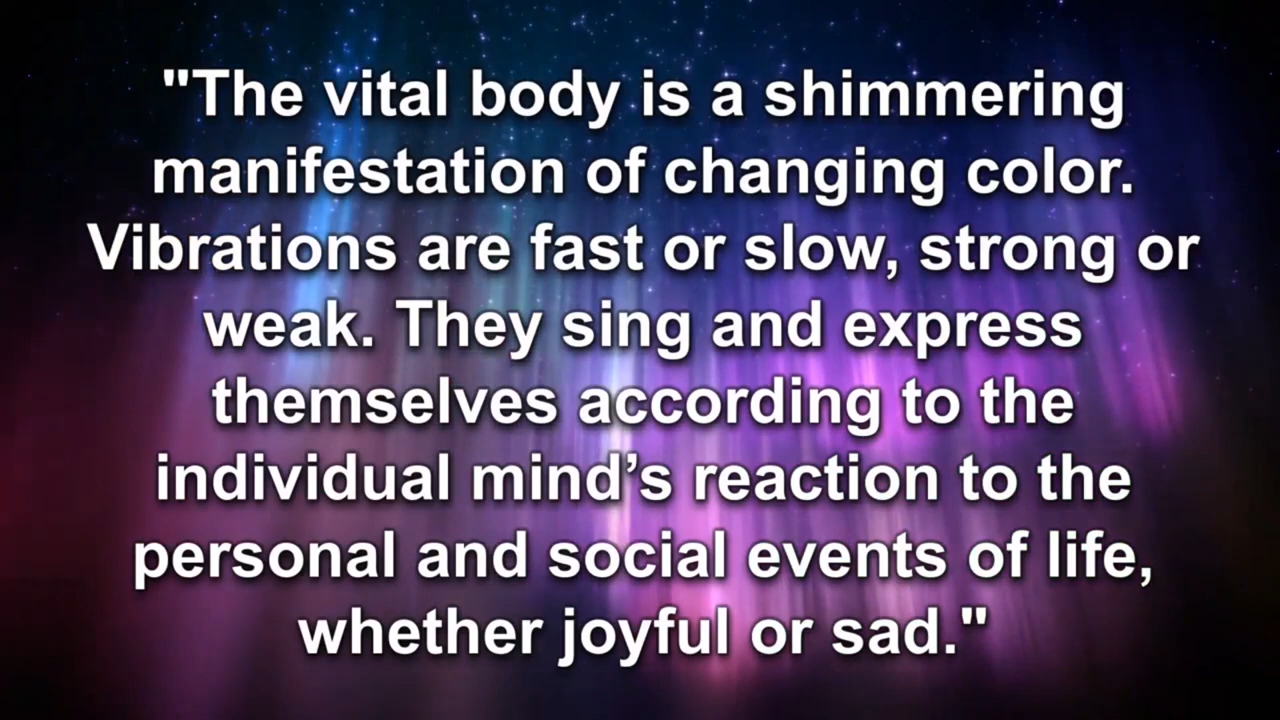 "The vital body is a shimmering
manifestation of changing color.
Vibrations are fast or slow, strong or
weak. They sing and express
themselves according to the
individual mind’s reaction to the
personal and social events of life,
whether joyful or sad."